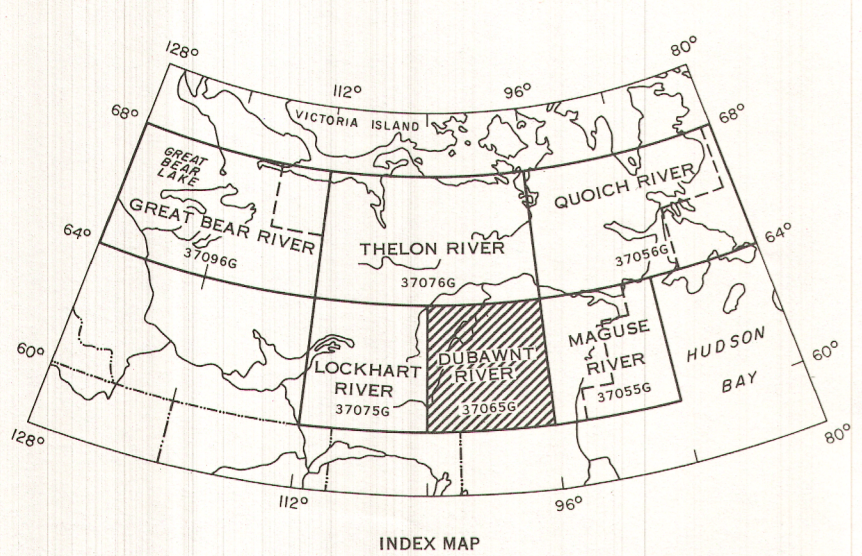 128°
80°
112°
96°
VICTORIA ISLAND
68°
68°
GREAT
BEAR
LAKE
QUOICH RIVER
GREAT BEAR RIVER
64°
64°
THELON RIVER
37096G
37056G
37076G
MAGUSE
RIVER
37055G
HUDSON
BAY
DUBAWNT
RIVER
37065G
LOCKHART
RIVER
37075G
60°
60°
128°
80°
112°
96°
INDEX MAP